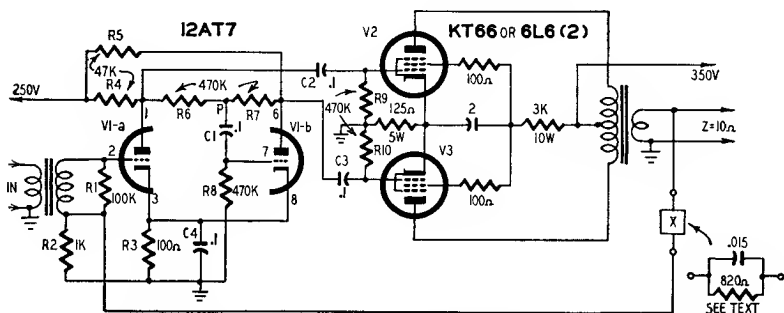 12AT7
KT66 OR 6L6 (2)
R5
47K
R4
250V
470K
R6
P
R7
1
6
C2
.1
V2
R9
470K
125Ω
5W
R10
100Ω
2
3K
10W
350V
Z=10Ω
V1-a
V1-b
C1
.1
2
3
7
8
IN
R1
100K
R2
1K
R3
100Ω
C4
.1
R8
470K
C3
.1
V3
100Ω
X
.015
820Ω
SEE TEXT